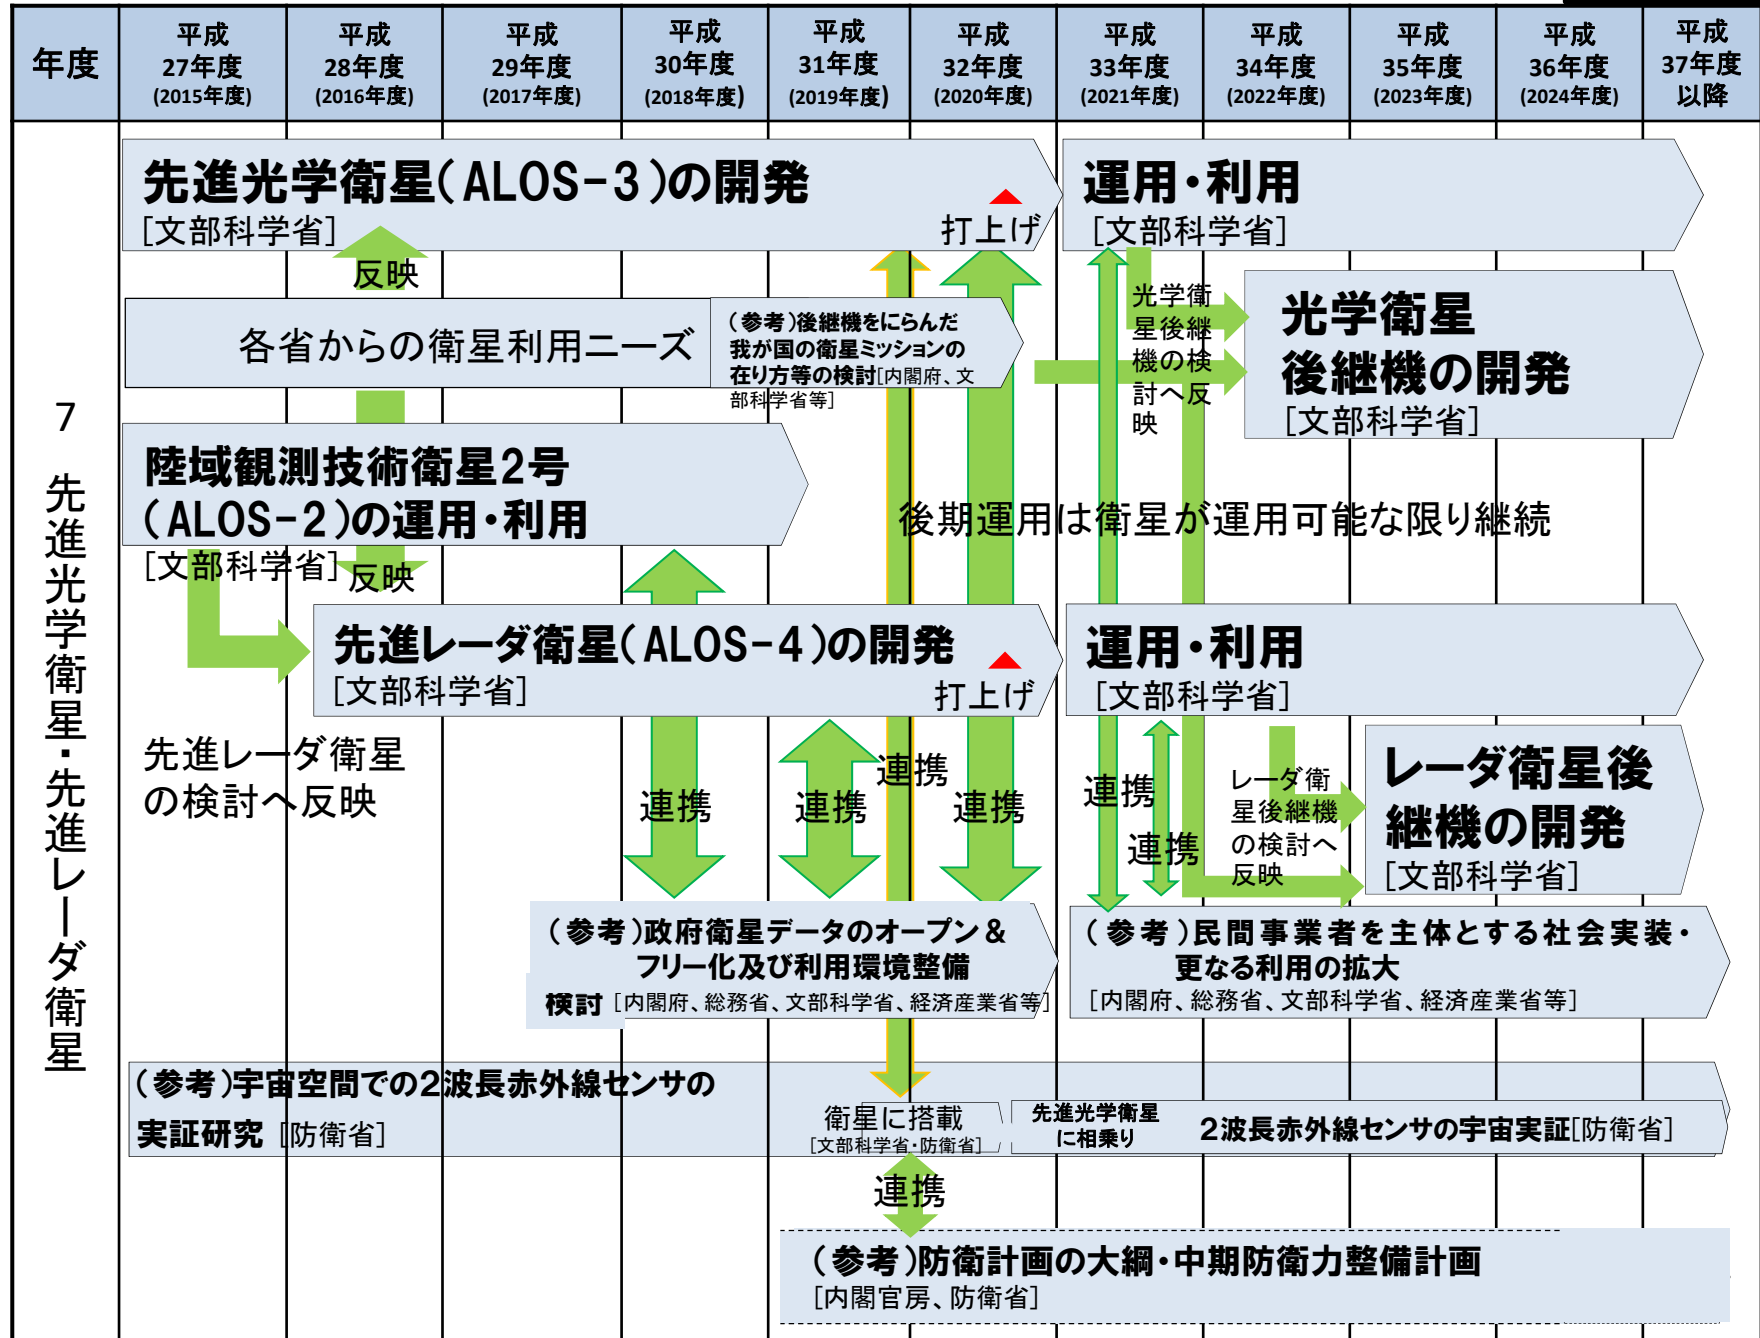 年度
平成
27年度
(2015年度)
平成
28年度
(2016年度)
平成
29年度
(2017年度)
平成
30年度
(2018年度)
平成
31年度
(2019年度)
平成
32年度
(2020年度)
平成
33年度
(2021年度)
平成
34年度
(2022年度)
平成
35年度
(2023年度)
平成
36年度
(2024年度)
平成
37年度
以降
7 先進光学衛星・先進レーダ衛星
先進光学衛星(ALOS-3)の開発
[文部科学省]
打上げ
運用・利用
[文部科学省]
反映
各省からの衛星利用ニーズ
(参考)後継機をにらんだ
我が国の衛星ミッションの
在り方等の検討[内閣府、文
部科学省等]
光学衛
星後継
機の検
討へ反
映
光学衛星
後継機の開発
[文部科学省]
陸域観測技術衛星2号
(ALOS-2)の運用・利用
[文部科学省]
後期運用は衛星が運用可能な限り継続
反映
先進レーダ衛星(ALOS-4)の開発
[文部科学省]
打上げ
運用・利用
[文部科学省]
先進レーダ衛星
の検討へ反映
連携
連携
連携
連携
連携
連携
レーダ衛
星後継機
の検討へ
反映
レーダ衛星後
継機の開発
[文部科学省]
(参考)政府衛星データのオープン&
フリー化及び利用環境整備
検討 [内閣府、総務省、文部科学省、経済産業省等]
(参考)民間事業者を主体とする社会実装・
更なる利用の拡大
[内閣府、総務省、文部科学省、経済産業省等]
(参考)宇宙空間での2波長赤外線センサの
実証研究 [防衛省]
衛星に搭載
[文部科学省・防衛省]
先進光学衛星
に相乗り
2波長赤外線センサの宇宙実証[防衛省]
連携
(参考)防衛計画の大綱・中期防衛力整備計画
[内閣官房、防衛省]